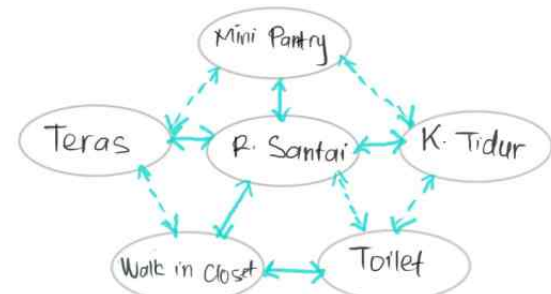 Mini Pantry
Teras
R. Santai
K. Tidur
Walk in Closet
Toilet